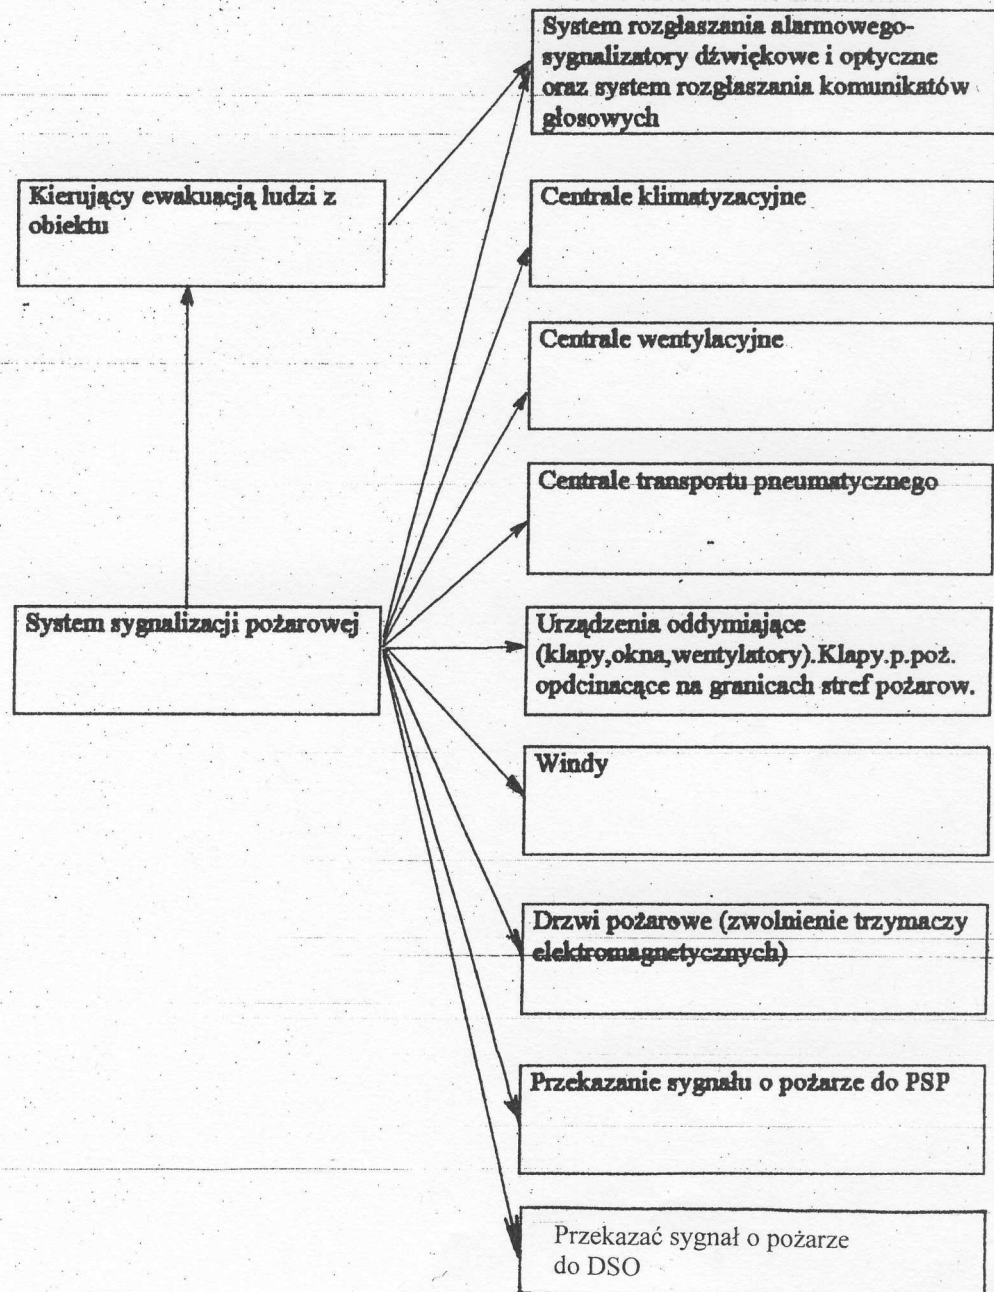 System rozgłaszania alarmowego-
sygnalizatory dźwiękowe i optyczne
oraz system rozgłaszania komunikatów
głosowych
Kierujący ewakuacją ludzi z
obiektu
Centrale klimatyzacyjne
Centrale wentylacyjne
Centrale transportu pneumatycznego
System sygnalizacji pożarowej
Urządzenia oddymiające
(klapy,okna,wentylatory).Klapy.p.poż.
opdcinacące na granicach stref pożarow.
Windy
Drzwi pożarowe (zwolnienie trzymaczy
elektromagnetycznych)
Przekazanie sygnału o pożarze do PSP
Przekazać sygnał o pożarze
do DSO